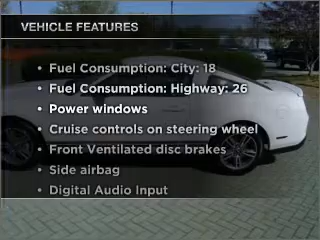 VEHICLE FEATURES
• Fuel Consumption: City: 18
• Fuel Consumption: Highway: 26
• Power windows
• Cruise controls on steering wheel
• Front Ventilated disc brakes
• Side airbag
• Digital Audio Input